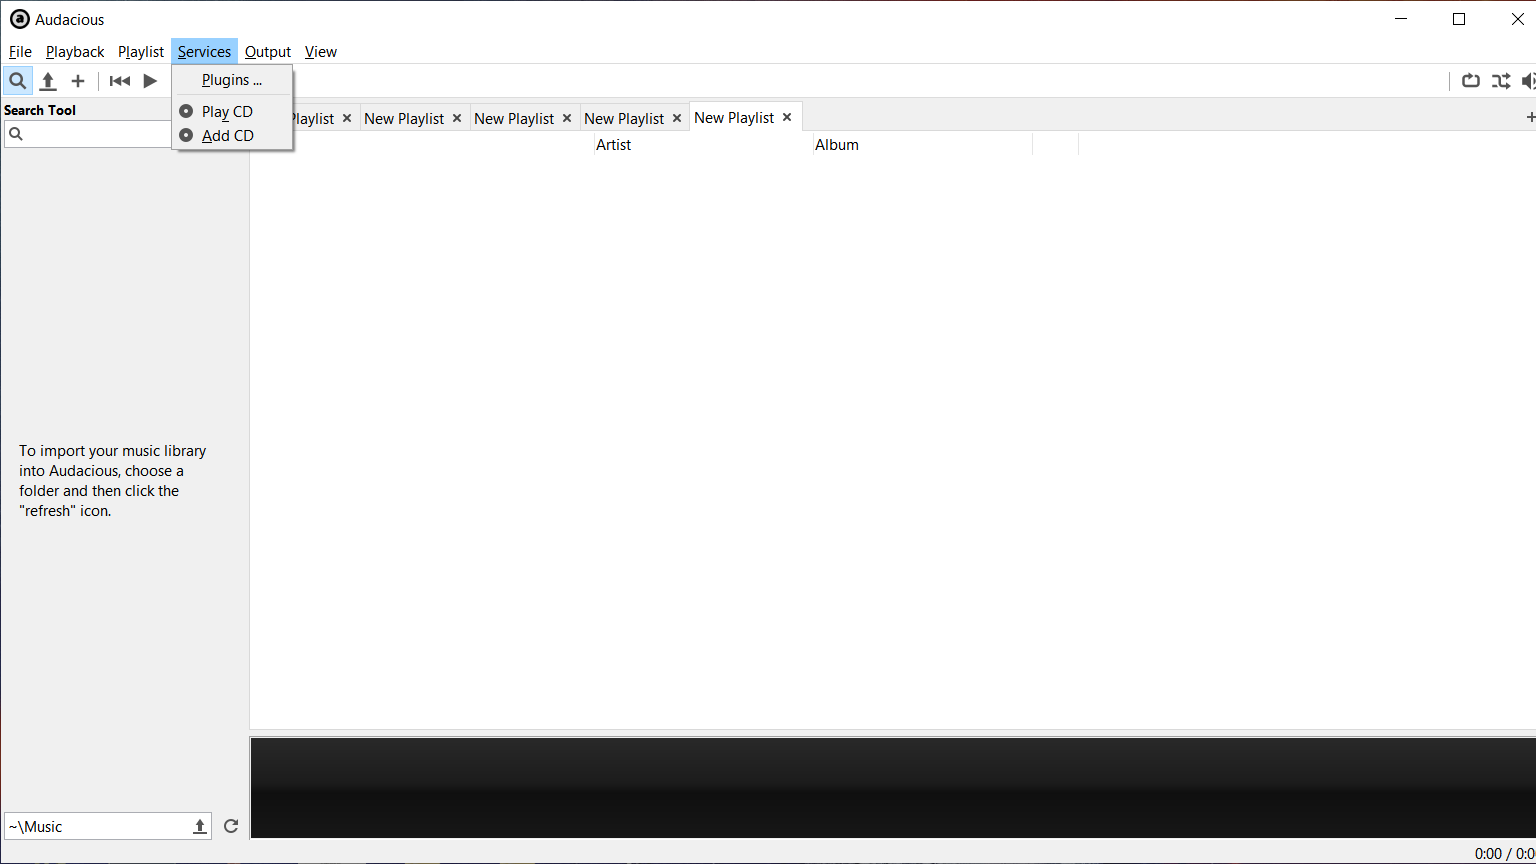 Audacious
File Playback Playlist Services Output View
Plugins ...
Play CD
Add CD
Search Tool
Playlist New Playlist New Playlist New Playlist New Playlist
Artist Album
To import your music library
into Audacious, choose a
folder and then click the
"refresh" icon.
~\Music
0:00 / 0:0